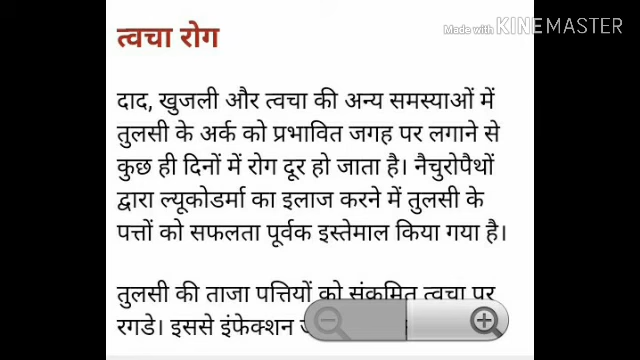 त्वचा रोग
Made with KINEMASTER
दाद, खुजली और त्वचा की अन्य समस्याओं में
तुलसी के अर्क को प्रभावित जगह पर लगाने से
कुछ ही दिनों में रोग दूर हो जाता है। नैचुरोपैथों
द्वारा ल्यूकोडर्मा का इलाज करने में तुलसी के
पत्तों को सफलता पूर्वक इस्तेमाल किया गया है।
तुलसी की ताजा पत्तियों को संक्रमित त्वचा पर
रगडे। इससे इंफेक्शन